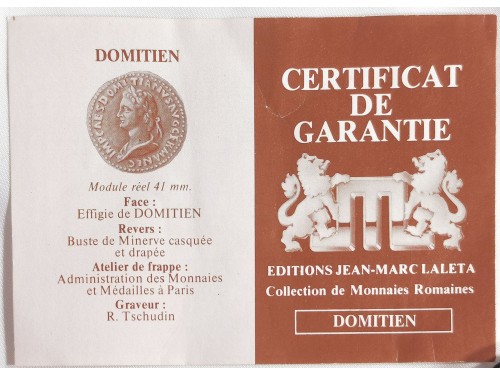 DOMITIEN
Module réel 41 mm.
Face :
Effigie de DOMITIEN
Revers :
Buste de Minerve casquée
et drapée
Atelier de frappe :
Administration des Monnaies
et Médailles à Paris
Graveur :
R. Tschudin
CERTIFICAT
DE
GARANTIE
EDITIONS JEAN-MARC LALETA
Collection de Monnaies Romaines
DOMITIEN